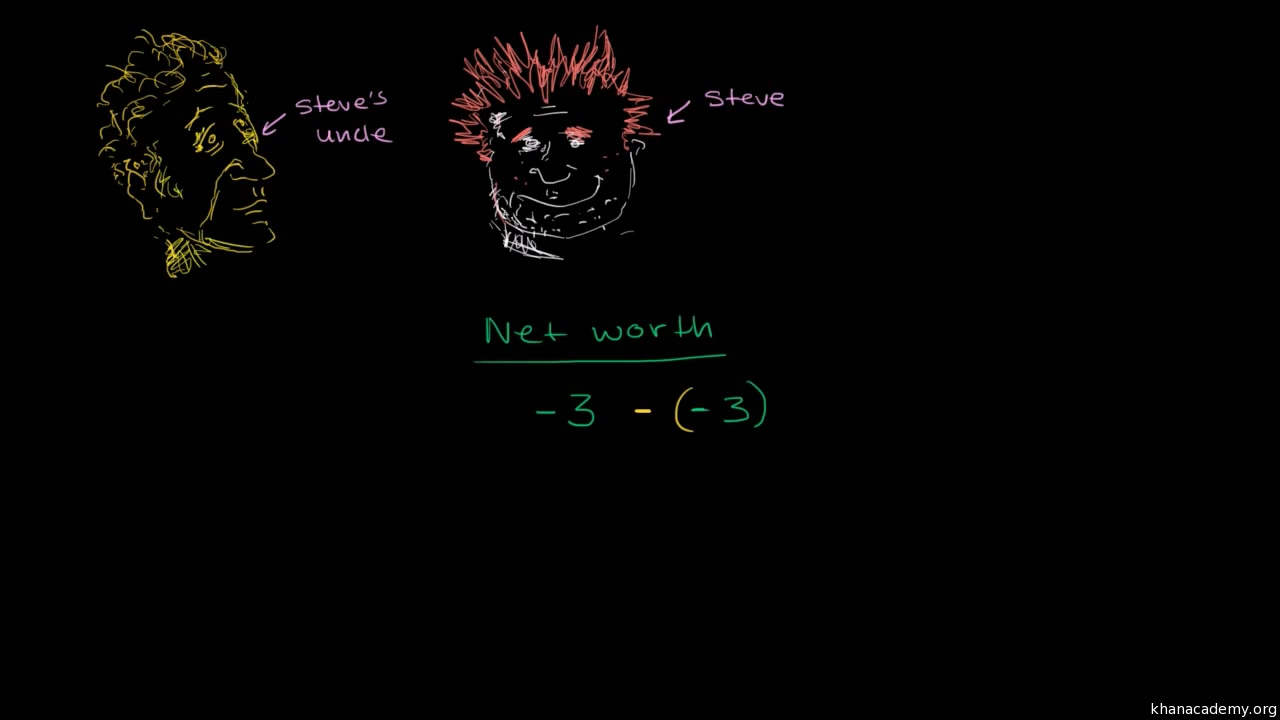 Steve's
uncle
Steve
Net worth
-3 - (-3)
khanacademy.org